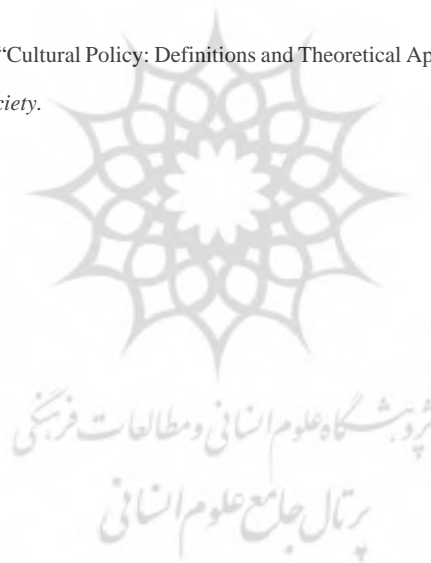 “Cultural Policy: Definitions and Theoretical Ap
ciety.
پژوهشگاه علوم انسانی و مطالعات فرهنگی
پرتال جامع علوم انسانی